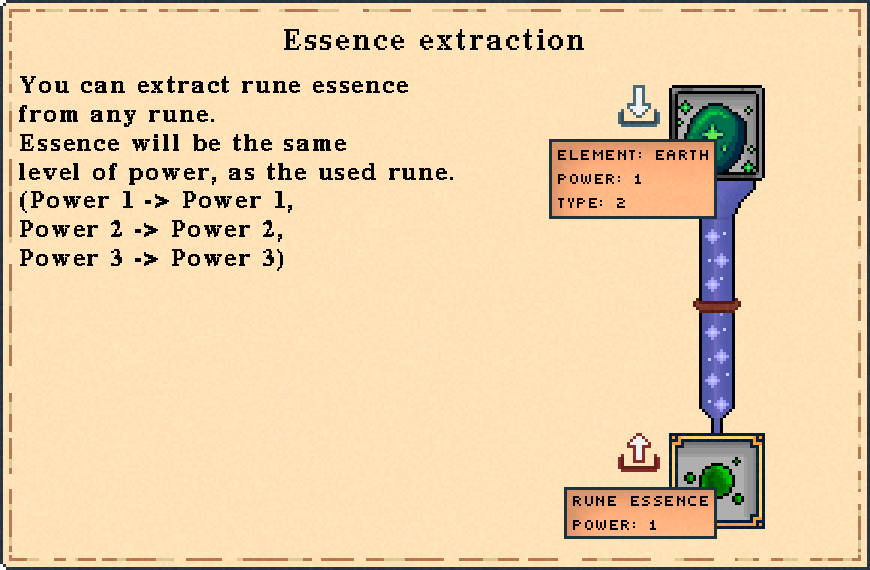 Essence extraction
You can extract rune essence
from any rune.
Essence will be the same
level of power, as the used rune.
(Power 1 -> Power 1,
Power 2 -> Power 2,
Power 3 -> Power 3)
ELEMENT: EARTH
POWER: 1
TYPE: 2
RUNE ESSENCE
POWER: 1